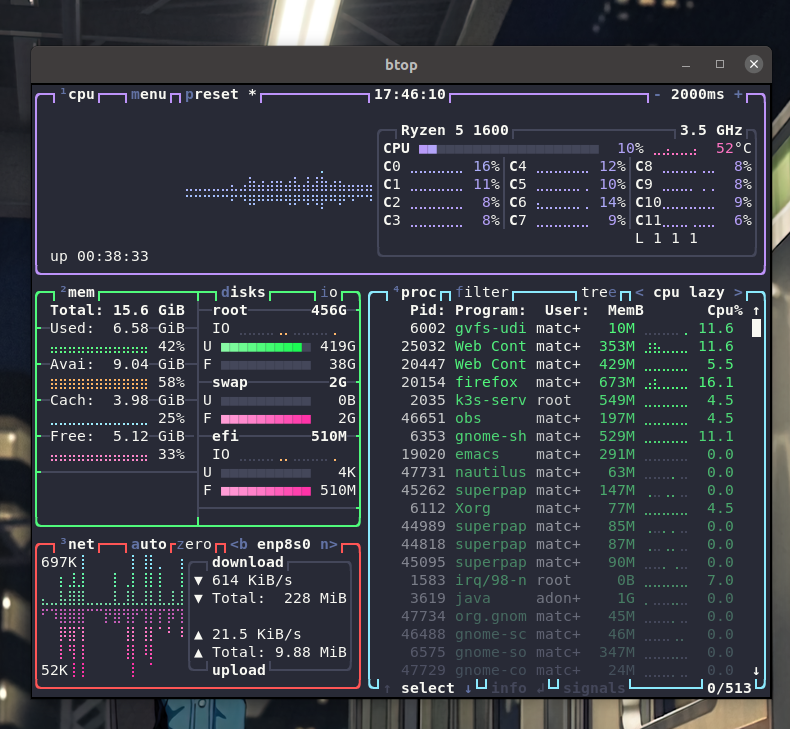 btop
¹cpu menu preset * 17:46:10 - 2000ms +
Ryzen 5 1600 3.5 GHz
CPU 10% 52°C
C0 16% C4 12% C8 8%
C1 11% C5 10% C9 8%
C2 8% C6 14% C10 9%
C3 8% C7 9% C11 6%
L 1 1 1
up 00:38:33
²mem disks io
Total: 15.6 GiB
Used: 6.58 GiB
42%
Avai: 9.04 GiB
58%
Cach: 3.98 GiB
25%
Free: 5.12 GiB
33%
root 456G
IO
U 419G
F 38G
swap 2G
U 0B
F 2G
efi 510M
IO
U 4K
F 510M
³net auto zero <b enp8s0 n>
697K
52K
download
▼ 614 KiB/s
▼ Total: 228 MiB
▲ 21.5 KiB/s
▲ Total: 9.88 MiB
upload
⁴proc filter tree < cpu lazy >
Pid: Program: User: MemB Cpu% ↑
6002 gvfs-udi matc+ 10M 11.6
25032 Web Cont matc+ 353M 11.6
20447 Web Cont matc+ 429M 5.5
20154 firefox matc+ 673M 16.1
2035 k3s-serv root 549M 4.5
46651 obs matc+ 197M 4.5
6353 gnome-sh matc+ 529M 11.1
19020 emacs matc+ 291M 0.0
47731 nautilus matc+ 63M 0.0
45262 superpap matc+ 147M 0.0
6112 Xorg matc+ 77M 4.5
44989 superpap matc+ 85M 0.0
44818 superpap matc+ 87M 0.0
45095 superpap matc+ 90M 0.0
1583 irq/98-n root 0B 7.0
3619 java adon+ 1G 0.0
47734 org.gnom matc+ 45M 0.0
46488 gnome-sc matc+ 46M 0.0
6575 gnome-so matc+ 347M 0.0
47729 gnome-co matc+ 24M 0.0 ↓
↑ select ↓ info ↲ signals 0/513